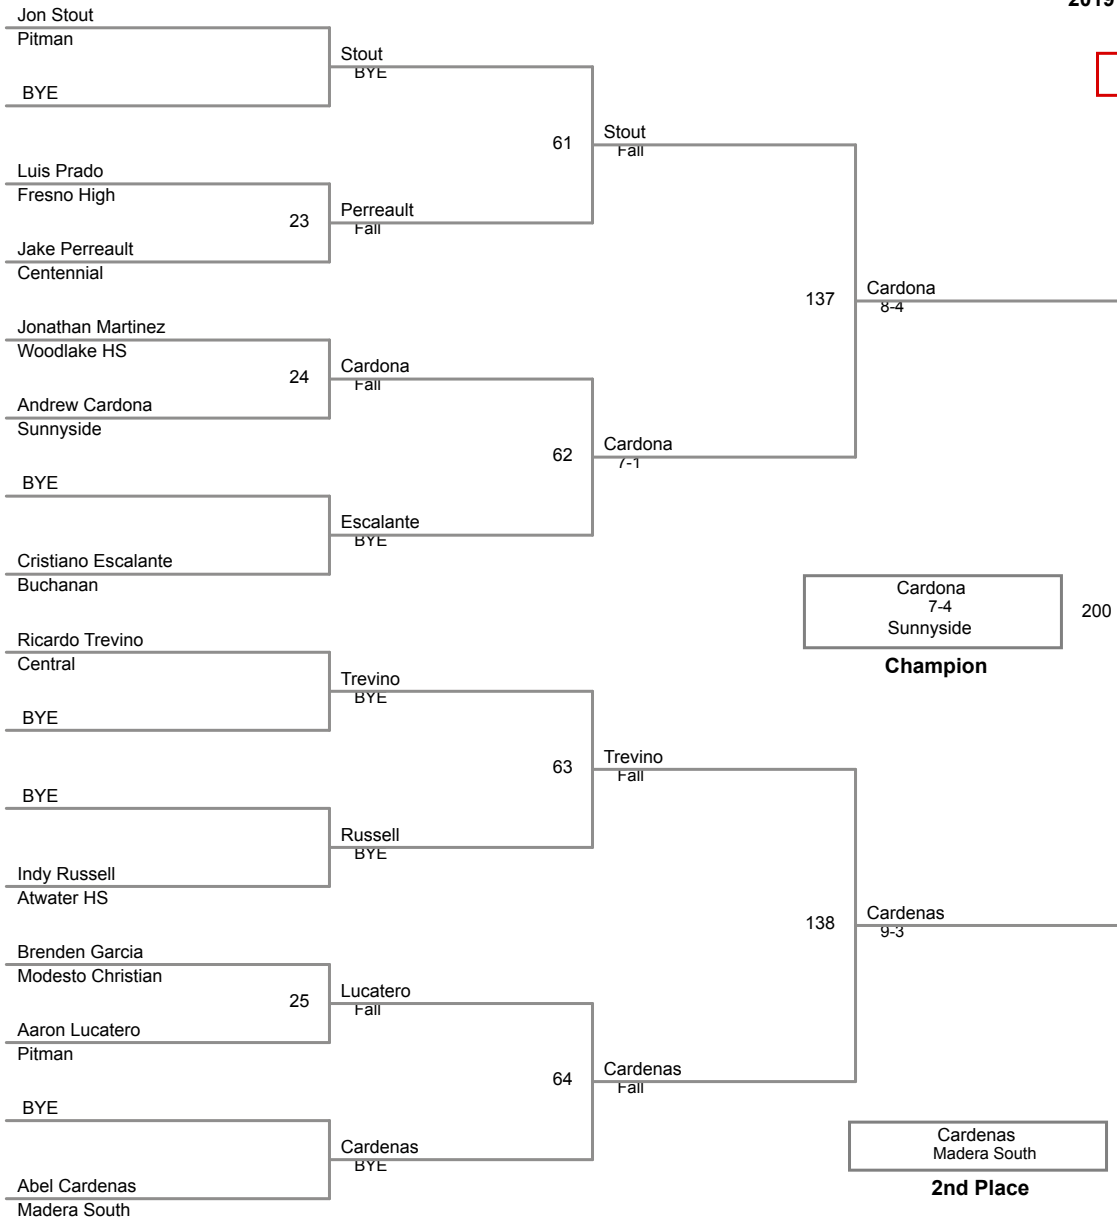 2019
Jon Stout
Pitman
BYE
Stout
BYE
Luis Prado
Fresno High
23
Jake Perreault
Centennial
Perreault
Fall
61
Stout
Fall
Jonathan Martinez
Woodlake HS
24
Andrew Cardona
Sunnyside
Cardona
Fall
BYE
Cristiano Escalante
Buchanan
Escalante
BYE
62
Cardona
7-1
137
Cardona
8-4
Cardona
7-4
Sunnyside
200
Champion
Ricardo Trevino
Central
BYE
Trevino
BYE
BYE
Indy Russell
Atwater HS
Russell
BYE
63
Trevino
Fall
Brenden Garcia
Modesto Christian
25
Aaron Lucatero
Pitman
Lucatero
Fall
BYE
Abel Cardenas
Madera South
Cardenas
BYE
64
Cardenas
Fall
138
Cardenas
9-3
Cardenas
Madera South
2nd Place